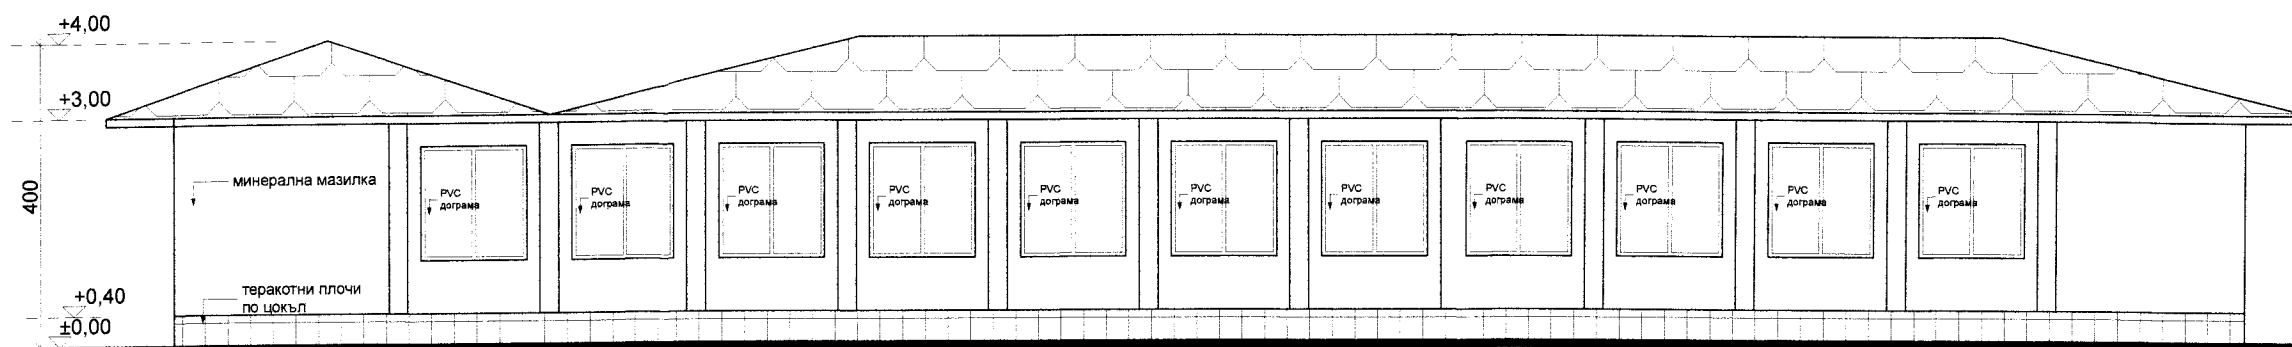 +4,00
+3,00
400
минерална мазилка
PVC
дограма
PVC
дограма
PVC
дограма
PVC
дограма
PVC
дограма
PVC
дограма
PVC
дограма
PVC
дограма
PVC
дограма
PVC
дограма
PVC
дограма
теракотни плочи
по цокъл
+0,40
±0,00